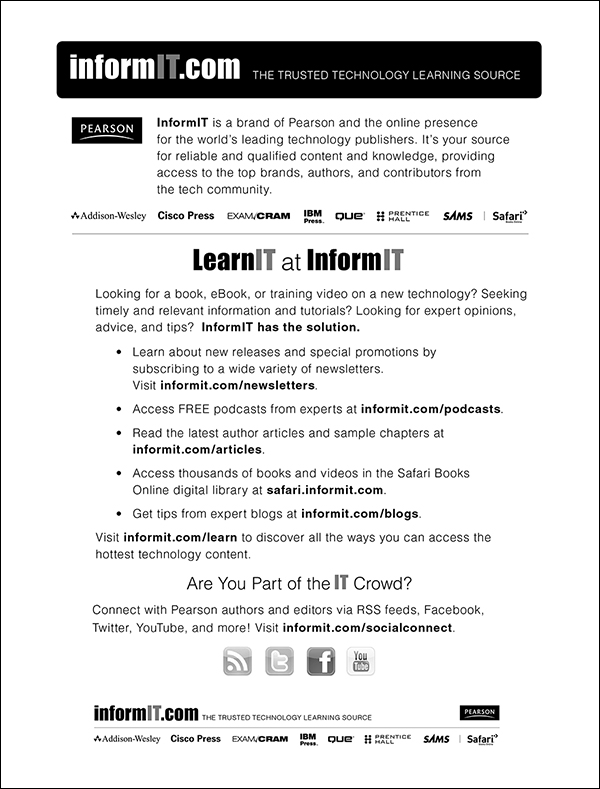 informIT.com THE TRUSTED TECHNOLOGY LEARNING SOURCE
PEARSON
InformIT is a brand of Pearson and the online presence
for the world's leading technology publishers. It's your source
for reliable and qualified content and knowledge, providing
access to the top brands, authors, and contributors from
the tech community.
Addison-Wesley Cisco Press EXAM/CRAM IBM Press. QUE PRENTICE HALL SAMS Safari Books Online
LearnIT at InformIT
Looking for a book, eBook, or training video on a new technology? Seeking
timely and relevant information and tutorials? Looking for expert opinions,
advice, and tips? InformIT has the solution.
• Learn about new releases and special promotions by
subscribing to a wide variety of newsletters.
Visit informit.com/newsletters.
• Access FREE podcasts from experts at informit.com/podcasts.
• Read the latest author articles and sample chapters at
informit.com/articles.
• Access thousands of books and videos in the Safari Books
Online digital library at safari.informit.com.
• Get tips from expert blogs at informit.com/blogs.
Visit informit.com/learn to discover all the ways you can access the
hottest technology content.
Are You Part of the IT Crowd?
Connect with Pearson authors and editors via RSS feeds, Facebook,
Twitter, YouTube, and more! Visit informit.com/socialconnect.
t f You Tube
informIT.com THE TRUSTED TECHNOLOGY LEARNING SOURCE PEARSON
Addison-Wesley Cisco Press EXAM/CRAM IBM Press. QUE PRENTICE HALL SAMS Safari